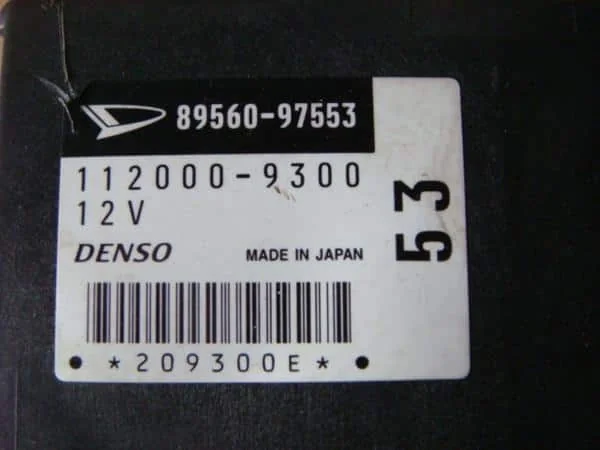 89560-97553
112000-9300
12V
DENSO MADE IN JAPAN
*209300E*
53